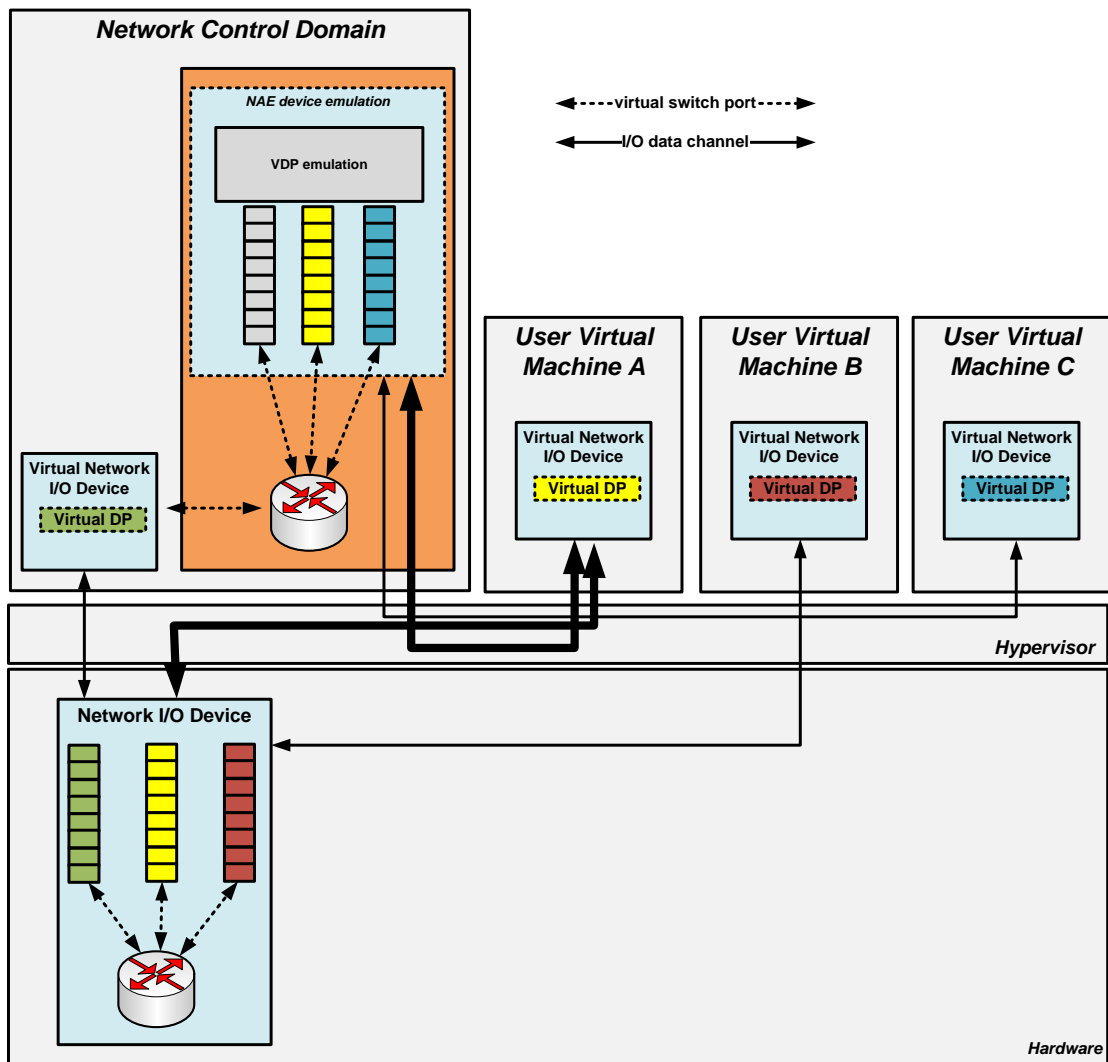 Network Control Domain
NAE device emulation
VDP emulation
virtual switch port
I/O data channel
Virtual Network
I/O Device
Virtual DP
User Virtual
Machine A
Virtual Network
I/O Device
Virtual DP
User Virtual
Machine B
Virtual Network
I/O Device
Virtual DP
User Virtual
Machine C
Virtual Network
I/O Device
Virtual DP
Hypervisor
Network I/O Device
Hardware